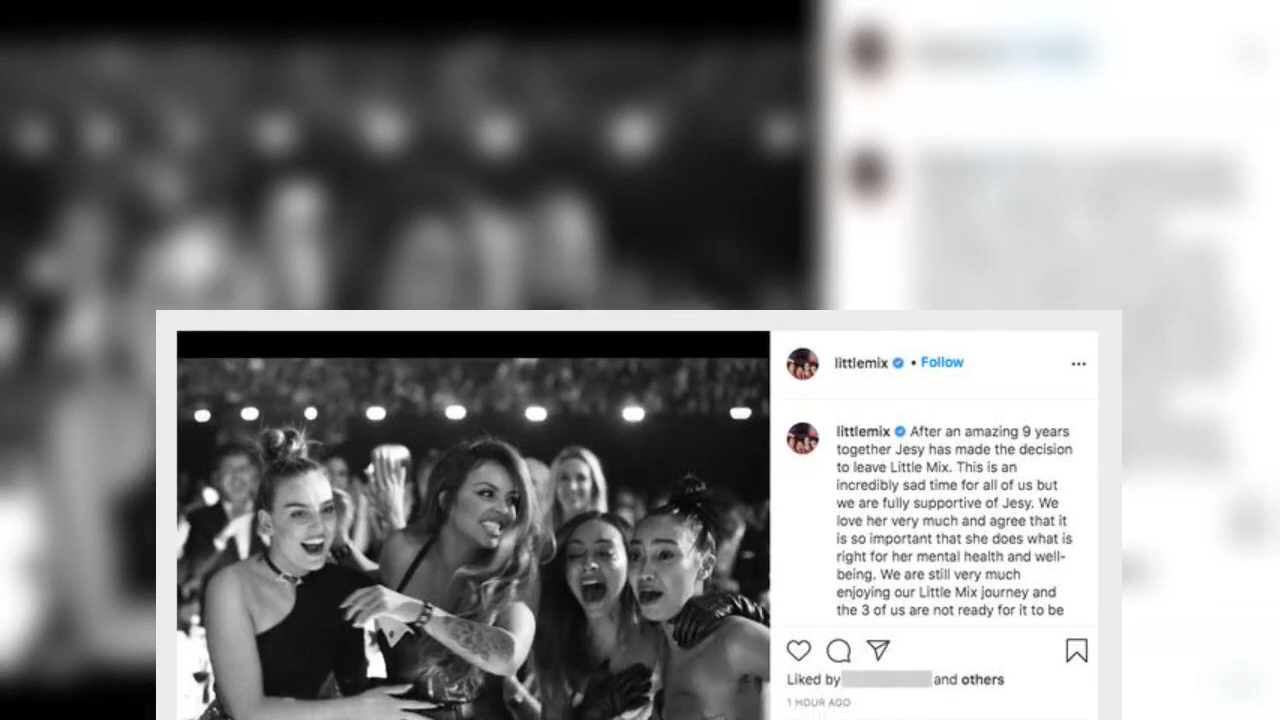 littlemix • Follow
littlemix After an amazing 9 years
together Jesy has made the decision
to leave Little Mix. This is an
incredibly sad time for all of us but
we are fully supportive of Jesy. We
love her very much and agree that it
is so important that she does what is
right for her mental health and well-
being. We are still very much
enjoying our Little Mix journey and
the 3 of us are not ready for it to be
Liked by and others
1 HOUR AGO